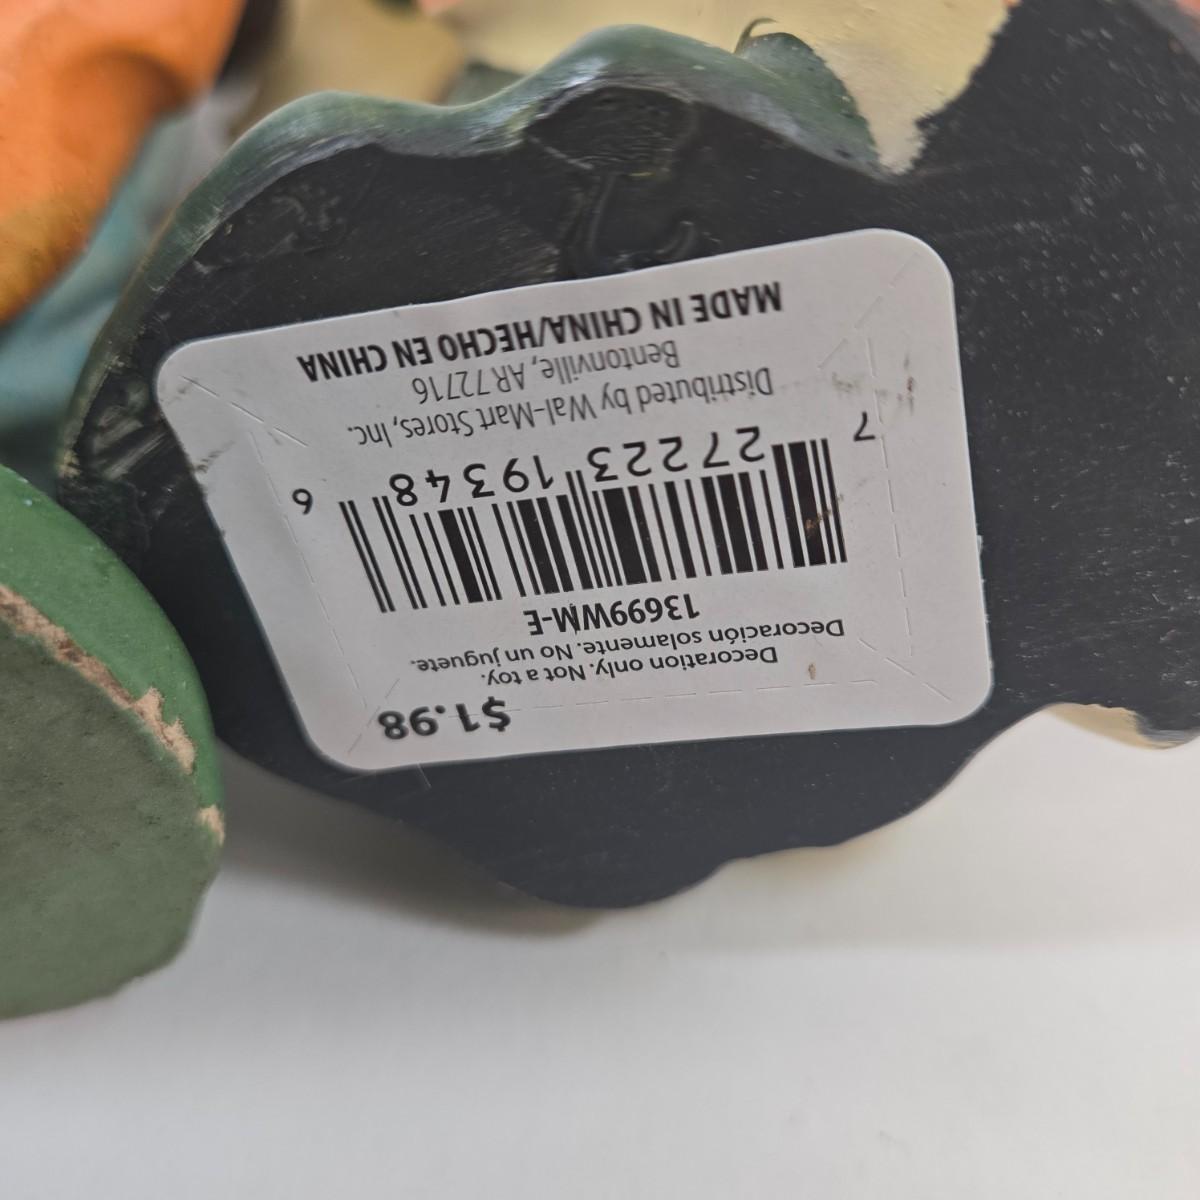 $1.98
Decoration only. Not a toy.
Decoración solamente. No un juguete.
13699WM-E
7 27223 19348 6
Distributed by Wal-Mart Stores, Inc.
Bentonville, AR 72716
MADE IN CHINA/HECHO EN CHINA